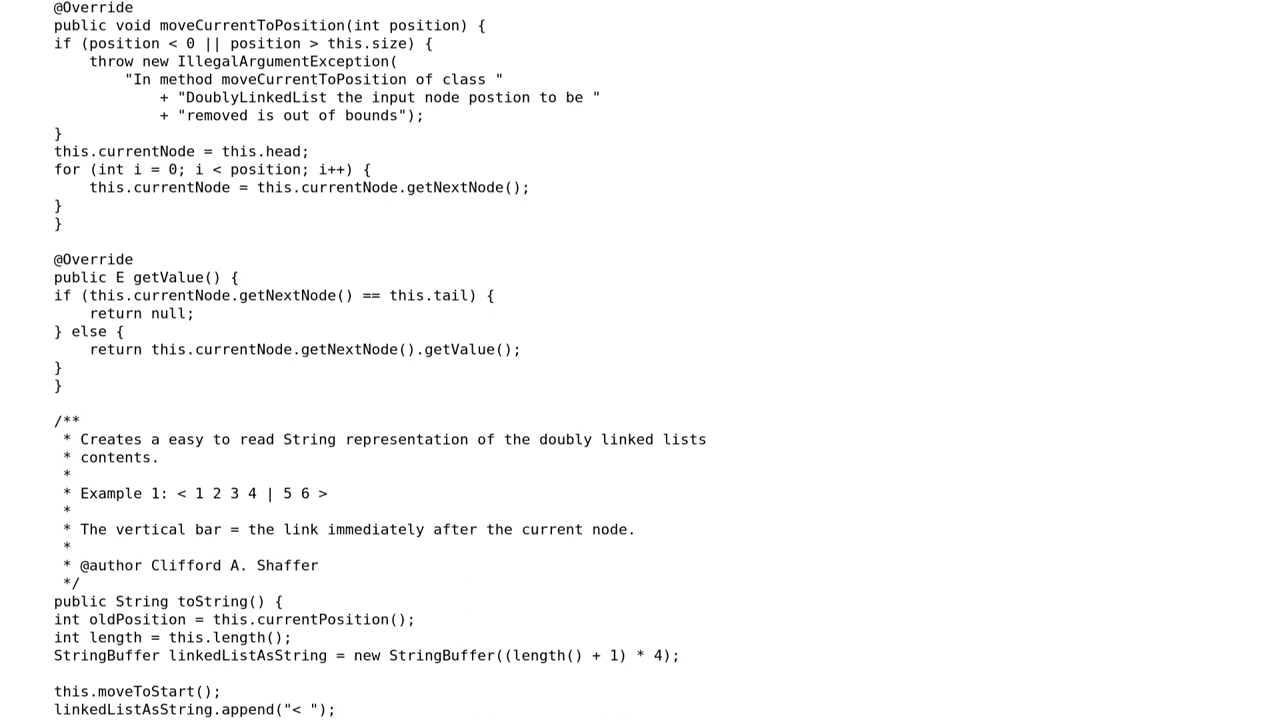 @Override
public void moveCurrentToPosition(int position) {
if (position < 0 || position > this.size) {
    throw new IllegalArgumentException(
        "In method moveCurrentToPosition of class "
            + "DoublyLinkedList the input node postion to be "
            + "removed is out of bounds");
}
this.currentNode = this.head;
for (int i = 0; i < position; i++) {
    this.currentNode = this.currentNode.getNextNode();
}
}

@Override
public E getValue() {
if (this.currentNode.getNextNode() == this.tail) {
    return null;
} else {
    return this.currentNode.getNextNode().getValue();
}
}

/**
 * Creates a easy to read String representation of the doubly linked lists
 * contents.
 *
 * Example 1: < 1 2 3 4 | 5 6 >
 *
 * The vertical bar = the link immediately after the current node.
 *
 * @author Clifford A. Shaffer
 */
public String toString() {
int oldPosition = this.currentPosition();
int length = this.length();
StringBuffer linkedListAsString = new StringBuffer((length() + 1) * 4);

this.moveToStart();
linkedListAsString.append("< ");